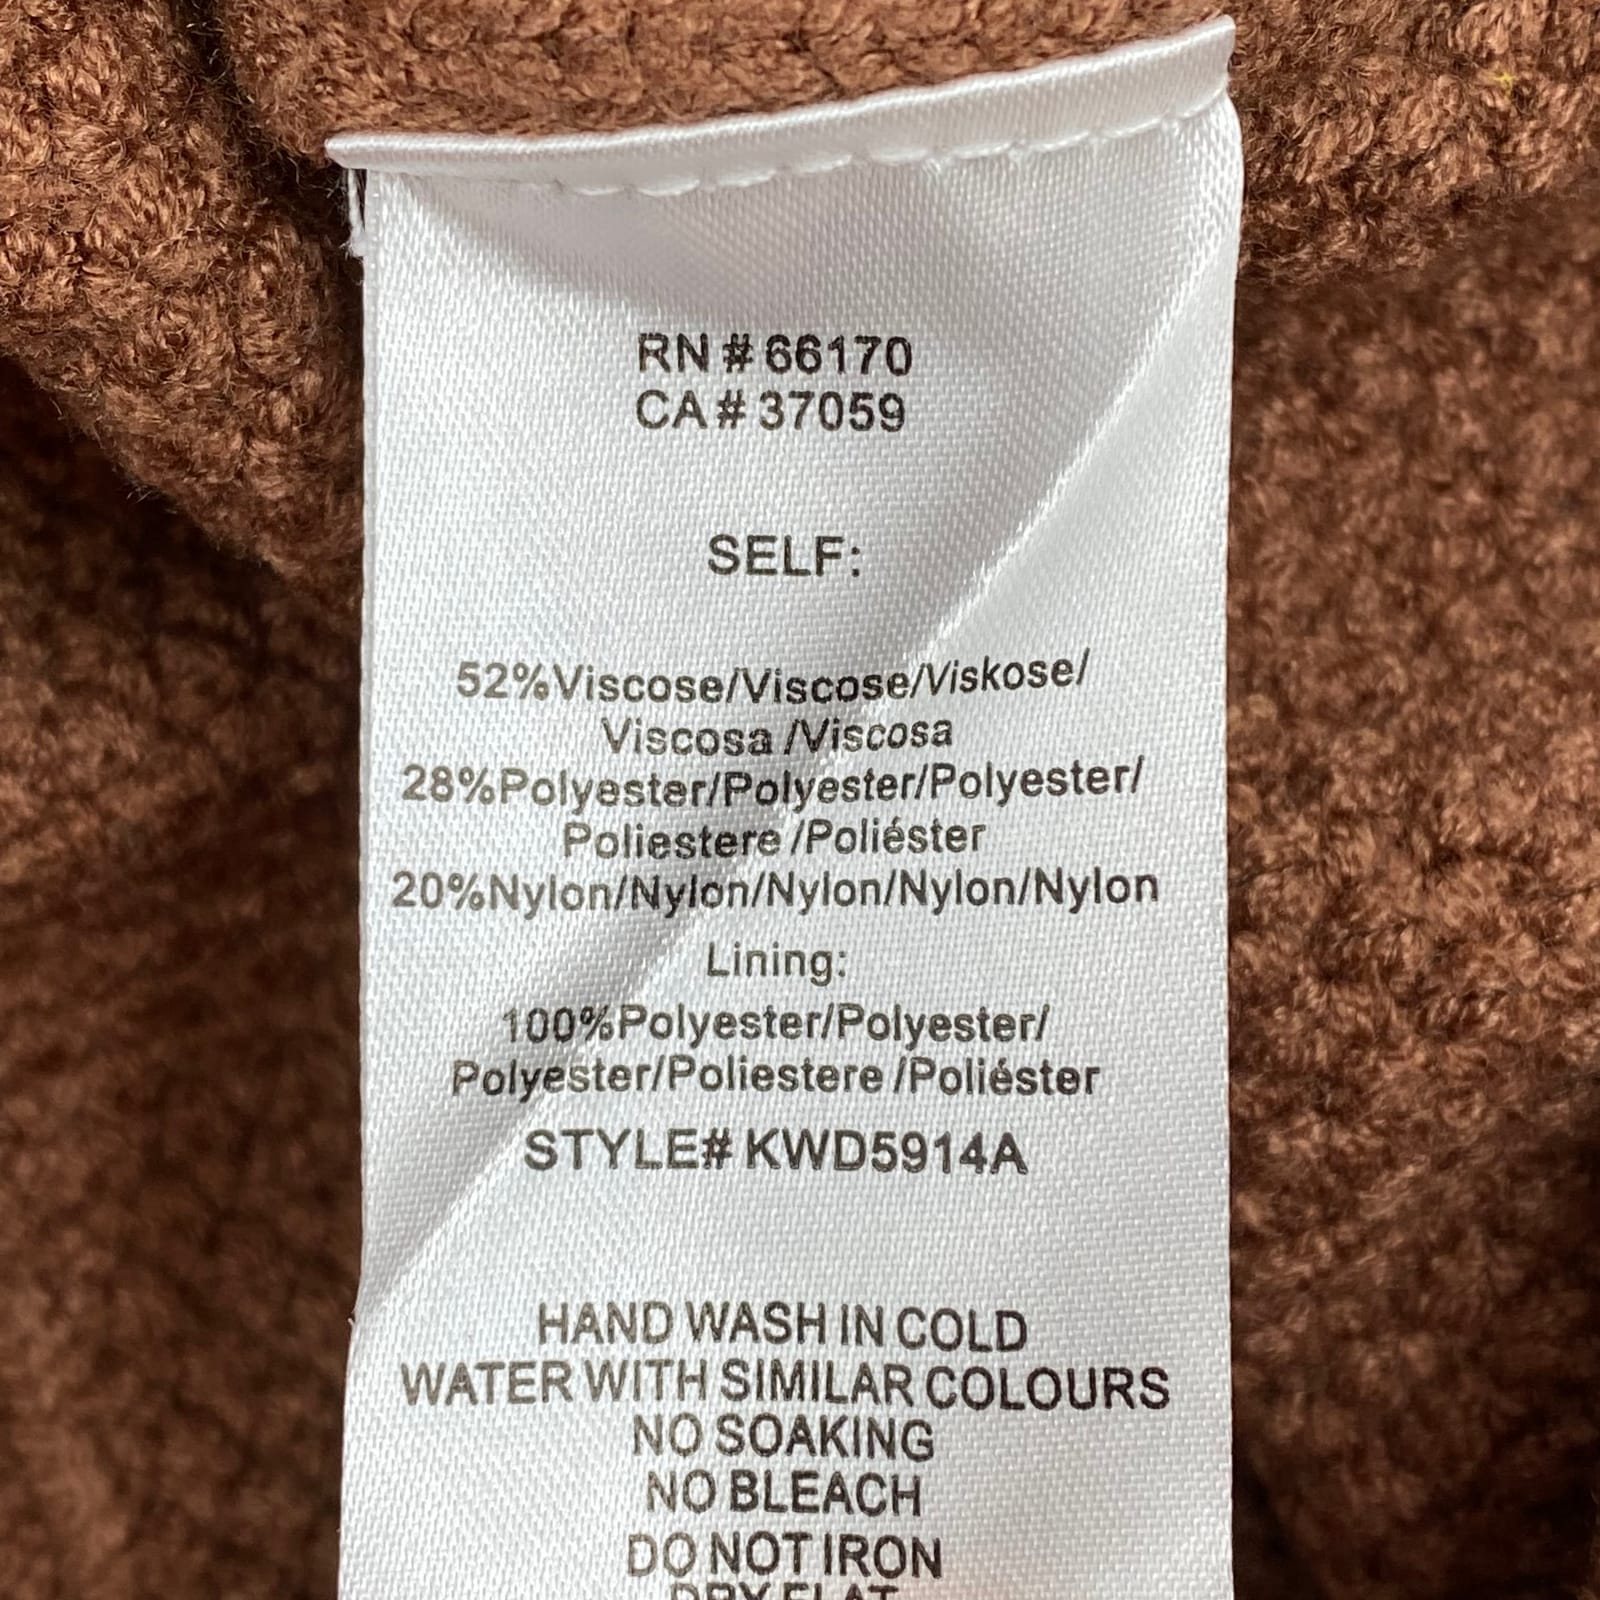 RN # 66170
CA # 37059
SELF:
52%Viscose/Viscose/Viskose/
Viscosa /Viscosa
28%Polyester/Polyester/Polyester/
Poliestere /Poliéster
20%Nylon/Nylon/Nylon/Nylon/Nylon
Lining:
100%Polyester/Polyester/
Polyester/Poliestere /Poliéster
STYLE# KWD5914A
HAND WASH IN COLD
WATER WITH SIMILAR COLOURS
NO SOAKING
NO BLEACH
DO NOT IRON
DRY FLAT